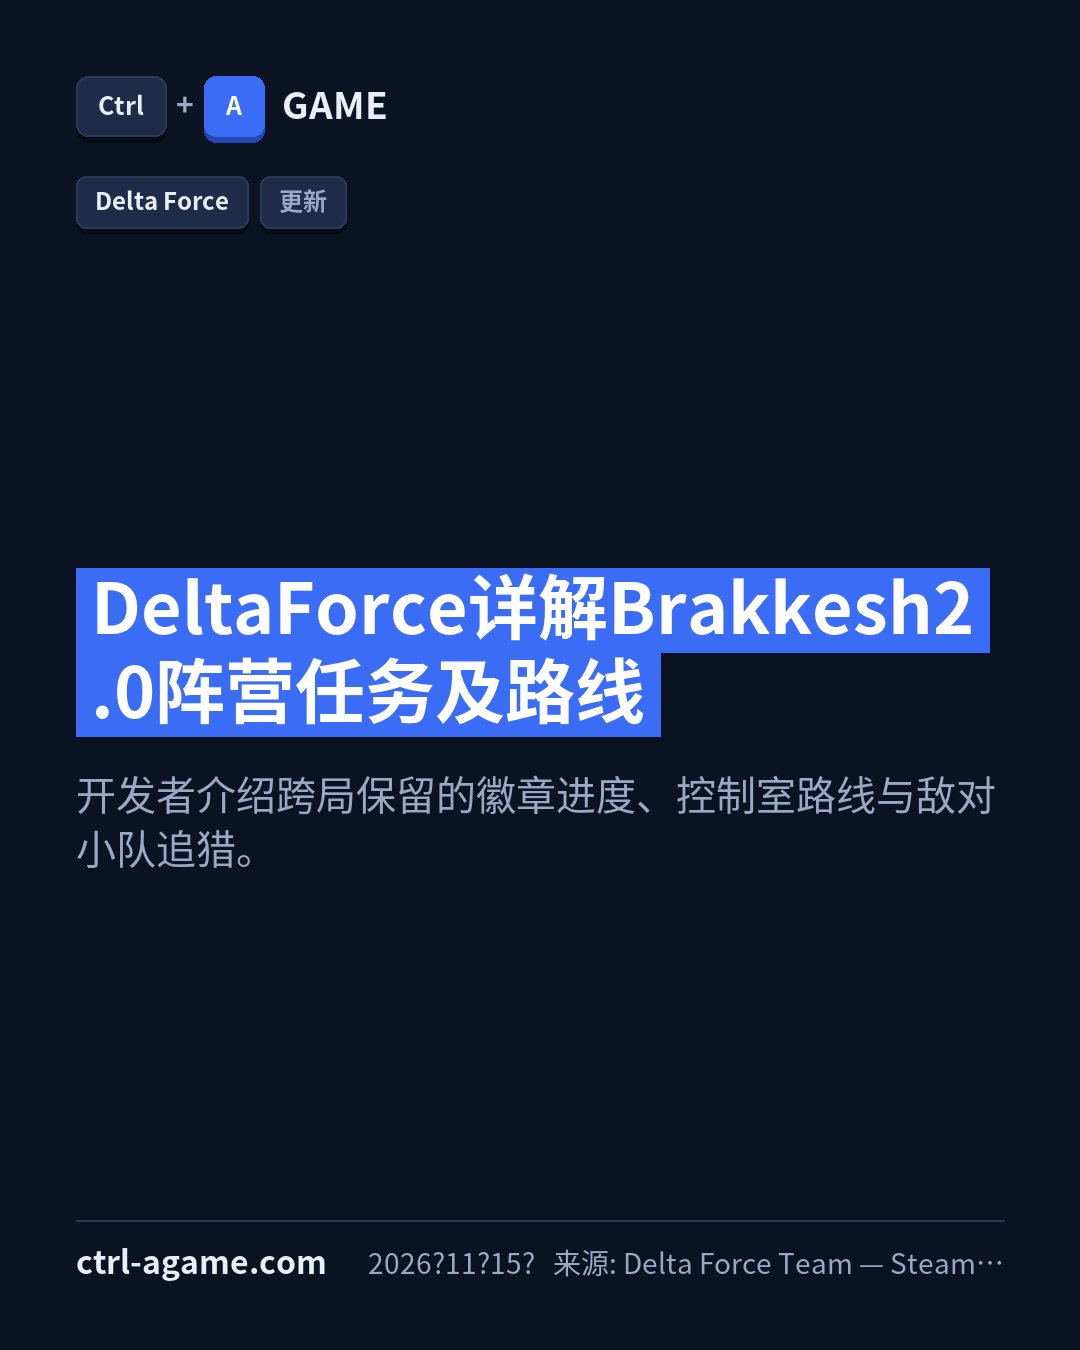 Ctrl + A GAME
Delta Force 更新
DeltaForce详解Brakkesh2
.0阵营任务及路线
开发者介绍跨局保留的徽章进度、控制室路线与敌对
小队追猎。
ctrl-agame.com 2026?11?15? 来源: Delta Force Team — Steam…